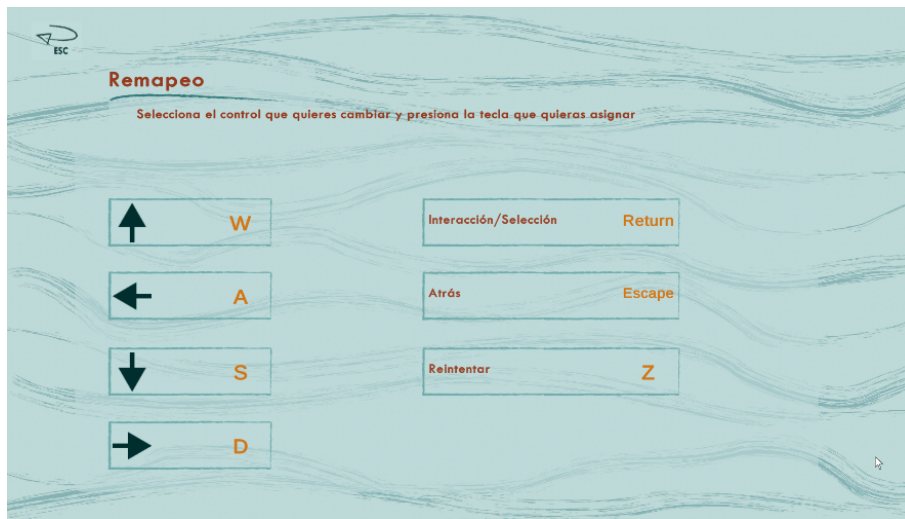 ESC
Remapeo
Selecciona el control que quieres cambiar y presiona la tecla que quieras asignar
W
Interacción/Selección Return
A
Atrás Escape
S
Reintentar Z
D